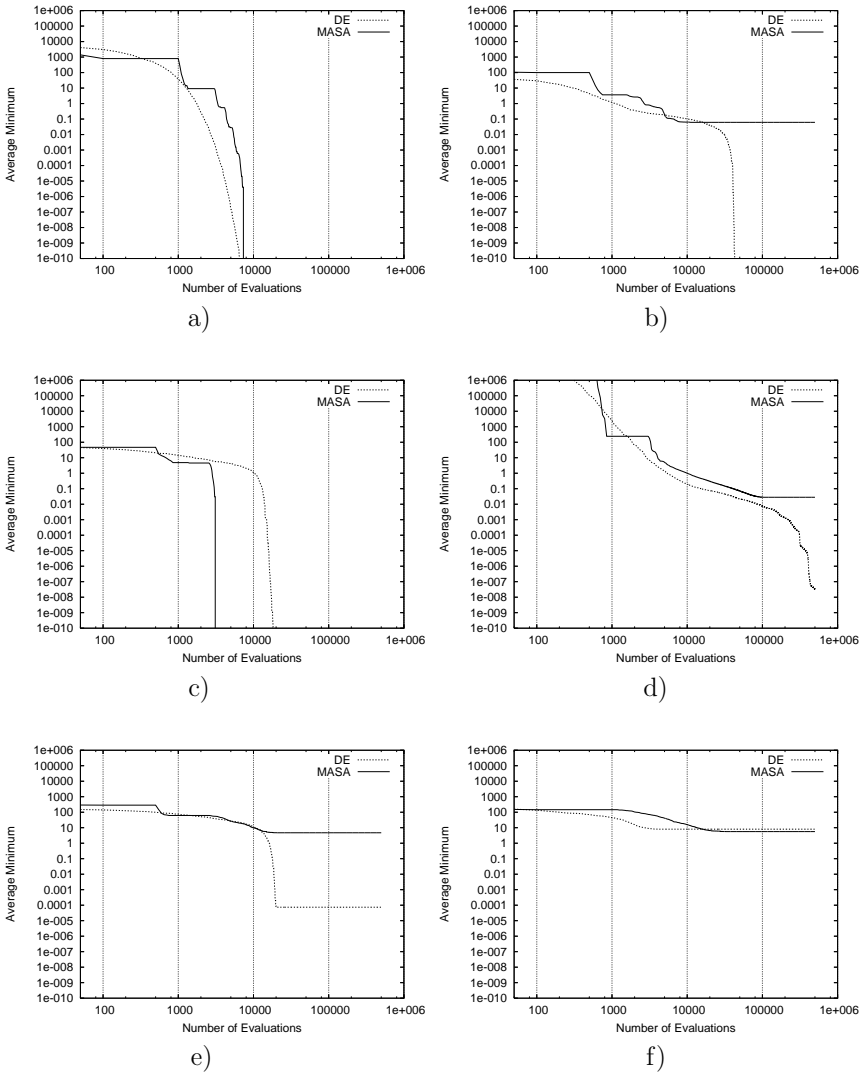 1e+006
100000
10000
1000
100
10
1
0.1
0.01
0.001
0.0001
1e-005
1e-006
1e-007
1e-008
1e-009
1e-010
Average Minimum
DE
MASA
100 1000 10000 100000 1e+006
Number of Evaluations
a)
1e+006
100000
10000
1000
100
10
1
0.1
0.01
0.001
0.0001
1e-005
1e-006
1e-007
1e-008
1e-009
1e-010
Average Minimum
DE
MASA
100 1000 10000 100000 1e+006
Number of Evaluations
b)
1e+006
100000
10000
1000
100
10
1
0.1
0.01
0.001
0.0001
1e-005
1e-006
1e-007
1e-008
1e-009
1e-010
Average Minimum
DE
MASA
100 1000 10000 100000 1e+006
Number of Evaluations
c)
1e+006
100000
10000
1000
100
10
1
0.1
0.01
0.001
0.0001
1e-005
1e-006
1e-007
1e-008
1e-009
1e-010
Average Minimum
DE
MASA
100 1000 10000 100000 1e+006
Number of Evaluations
d)
1e+006
100000
10000
1000
100
10
1
0.1
0.01
0.001
0.0001
1e-005
1e-006
1e-007
1e-008
1e-009
1e-010
Average Minimum
DE
MASA
100 1000 10000 100000 1e+006
Number of Evaluations
e)
1e+006
100000
10000
1000
100
10
1
0.1
0.01
0.001
0.0001
1e-005
1e-006
1e-007
1e-008
1e-009
1e-010
Average Minimum
DE
MASA
100 1000 10000 100000 1e+006
Number of Evaluations
f)